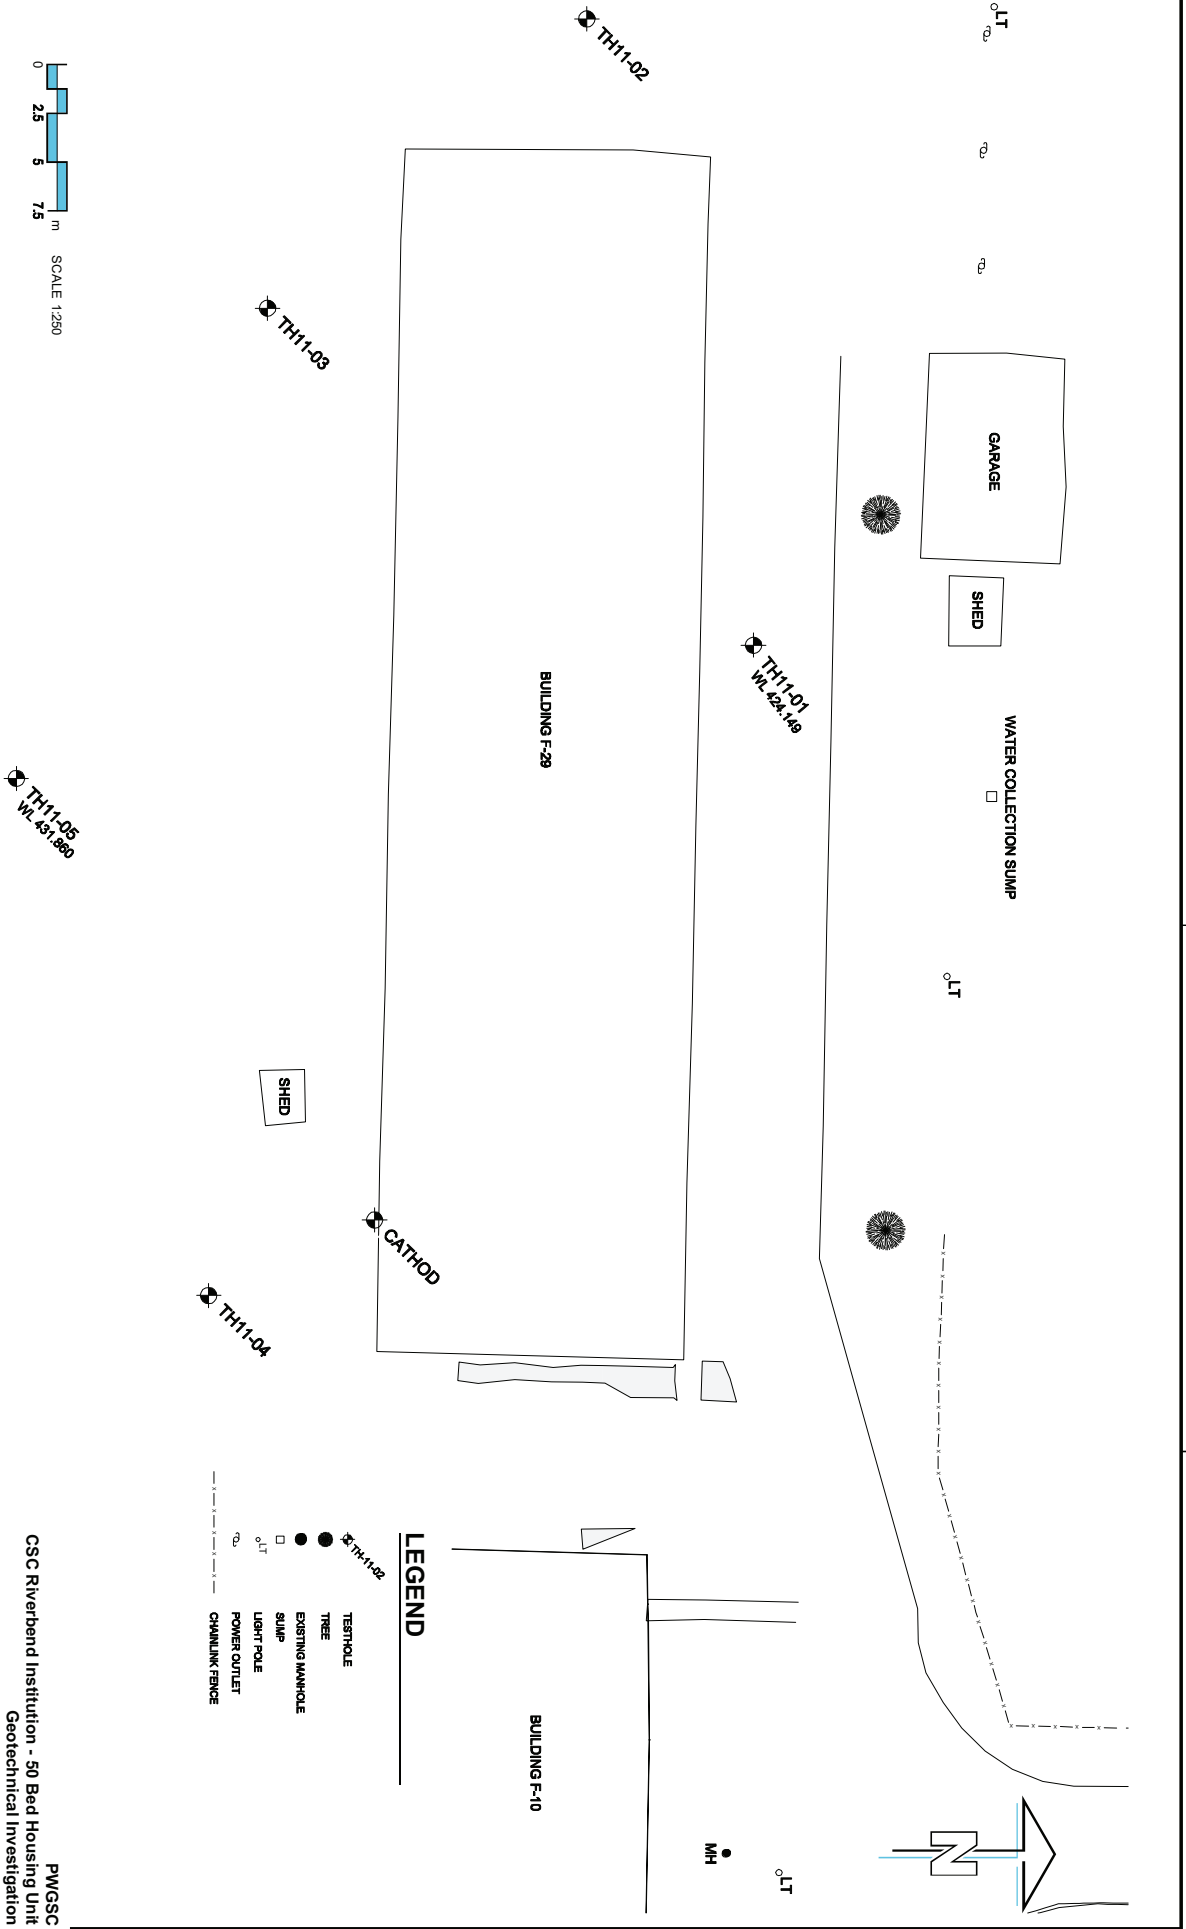 LT
TH11-02
GARAGE
SHED
WATER COLLECTION SUMP
LT
TH11-01
WL 424.149
BUILDING F-29
TH11-03
TH11-05
WL 431.860
SHED
CATHOD
TH11-04
BUILDING F-10
MH
LT
N
LEGEND
TH-11-02 TESTHOLE
TREE
EXISTING MANHOLE
SUMP
LT LIGHT POLE
POWER OUTLET
CHAINLINK FENCE
0 2.5 5 7.5 m SCALE 1:250
PWGSC
CSC Riverbend Institution - 50 Bed Housing Unit
Geotechnical Investigation